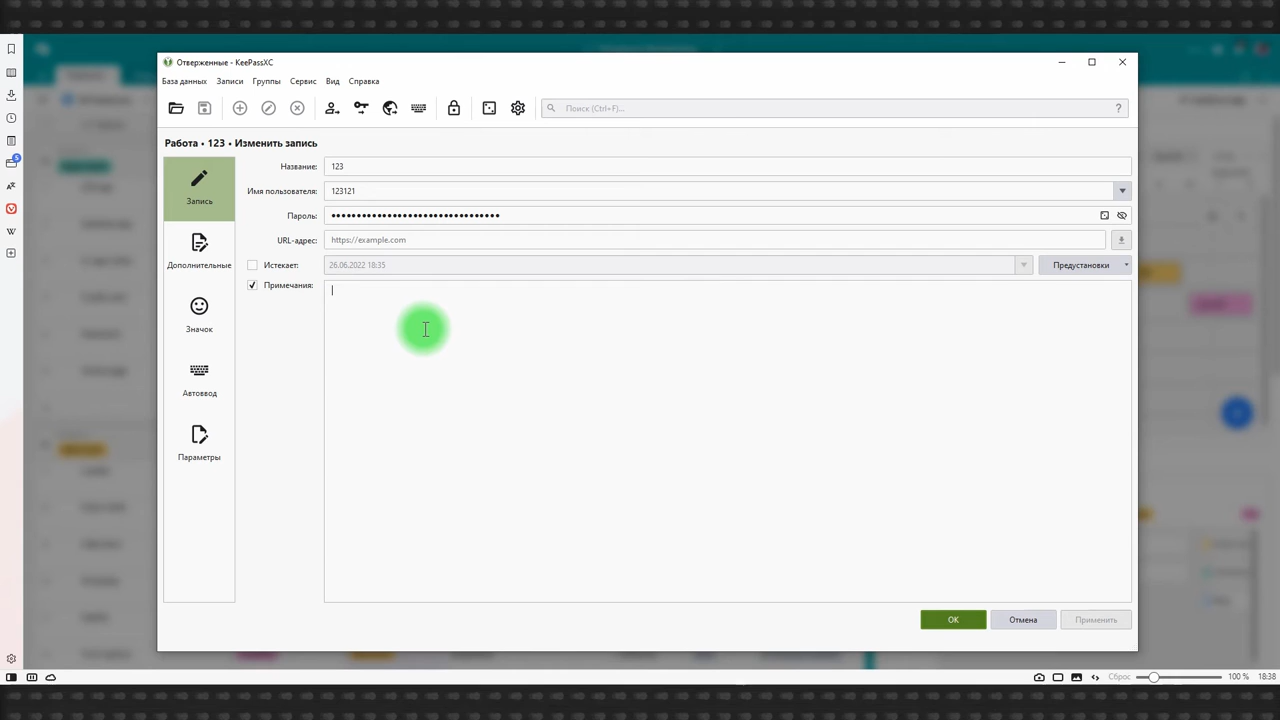 Отверженные - KeePassXC
База данных Записи Группы Сервис Вид Справка
Поиск (Ctrl+F)... ?
Работа • 123 • Изменить запись
Запись
Дополнительные
Значок
Автоввод
Параметры
Название: 123
Имя пользователя: 123121
Пароль: •••••••••••••••••••••••••••••••••
URL-адрес: https://example.com
Истекает: 26.06.2022 18:35 Предустановки
Примечания:
OK Отмена Применить
Сброс 100 % 18:38
5